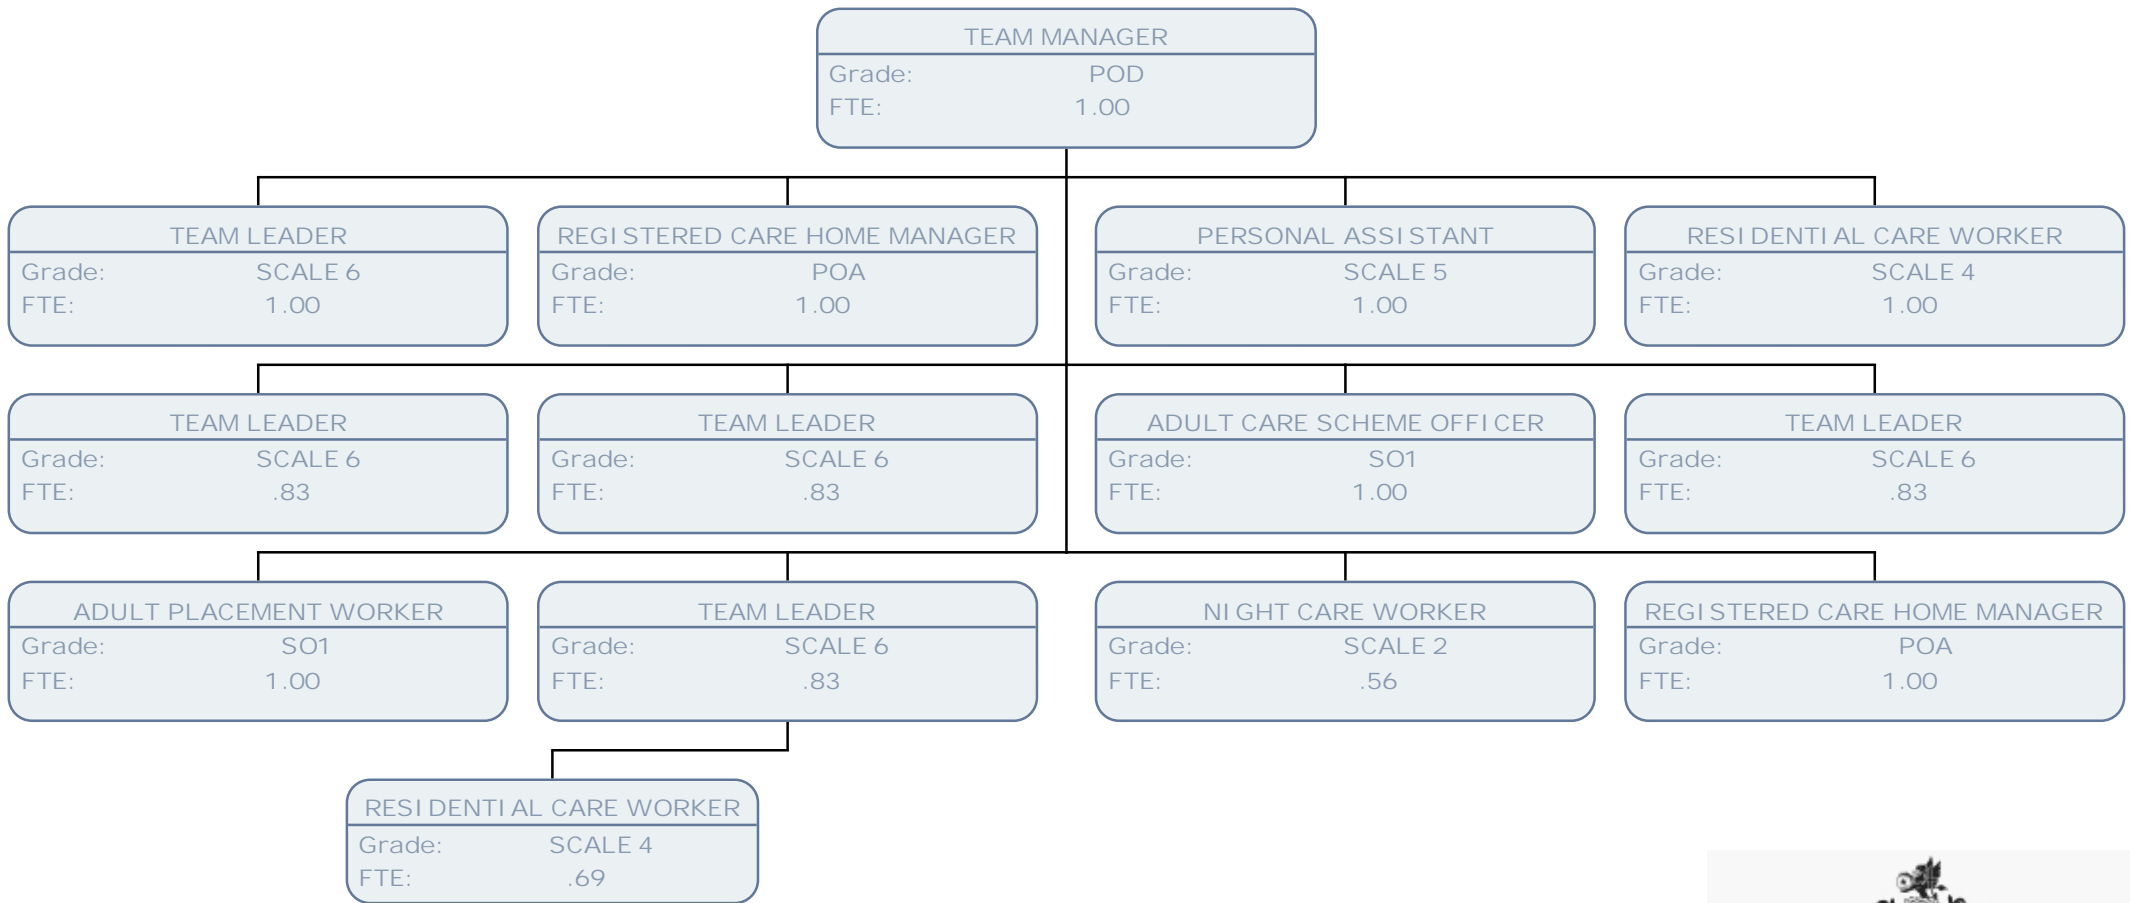 TEAM MANAGER
Grade: POD
FTE: 1.00
TEAM LEADER
Grade: SCALE 6
FTE: 1.00
REGISTERED CARE HOME MANAGER
Grade: POA
FTE: 1.00
PERSONAL ASSISTANT
Grade: SCALE 5
FTE: 1.00
RESIDENTIAL CARE WORKER
Grade: SCALE 4
FTE: 1.00
TEAM LEADER
Grade: SCALE 6
FTE: .83
TEAM LEADER
Grade: SCALE 6
FTE: .83
ADULT CARE SCHEME OFFICER
Grade: SO1
FTE: 1.00
TEAM LEADER
Grade: SCALE 6
FTE: .83
ADULT PLACEMENT WORKER
Grade: SO1
FTE: 1.00
TEAM LEADER
Grade: SCALE 6
FTE: .83
NIGHT CARE WORKER
Grade: SCALE 2
FTE: .56
REGISTERED CARE HOME MANAGER
Grade: POA
FTE: 1.00
RESIDENTIAL CARE WORKER
Grade: SCALE 4
FTE: .69